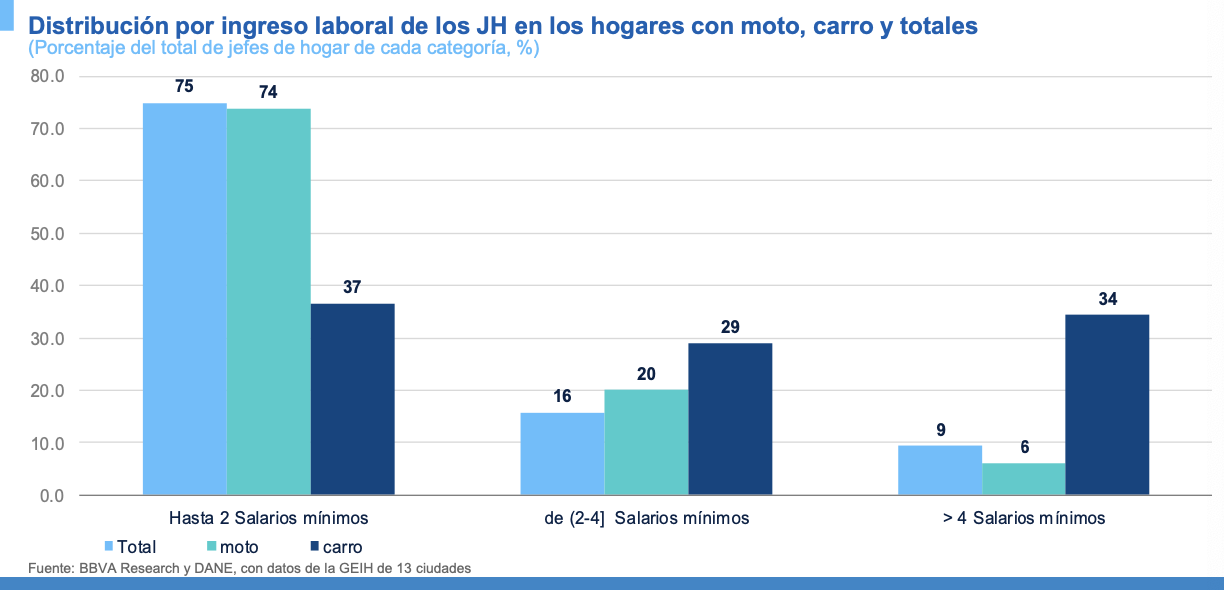 Distribución por ingreso laboral de los JH en los hogares con moto, carro y totales
(Porcentaje del total de jefes de hogar de cada categoría, %)
80.0
70.0
60.0
50.0
40.0
30.0
20.0
10.0
0.0
75
74
37
16
20
29
9
6
34
Hasta 2 Salarios mínimos
de (2-4] Salarios mínimos
> 4 Salarios mínimos
Total
moto
carro
Fuente: BBVA Research y DANE, con datos de la GEIH de 13 ciudades